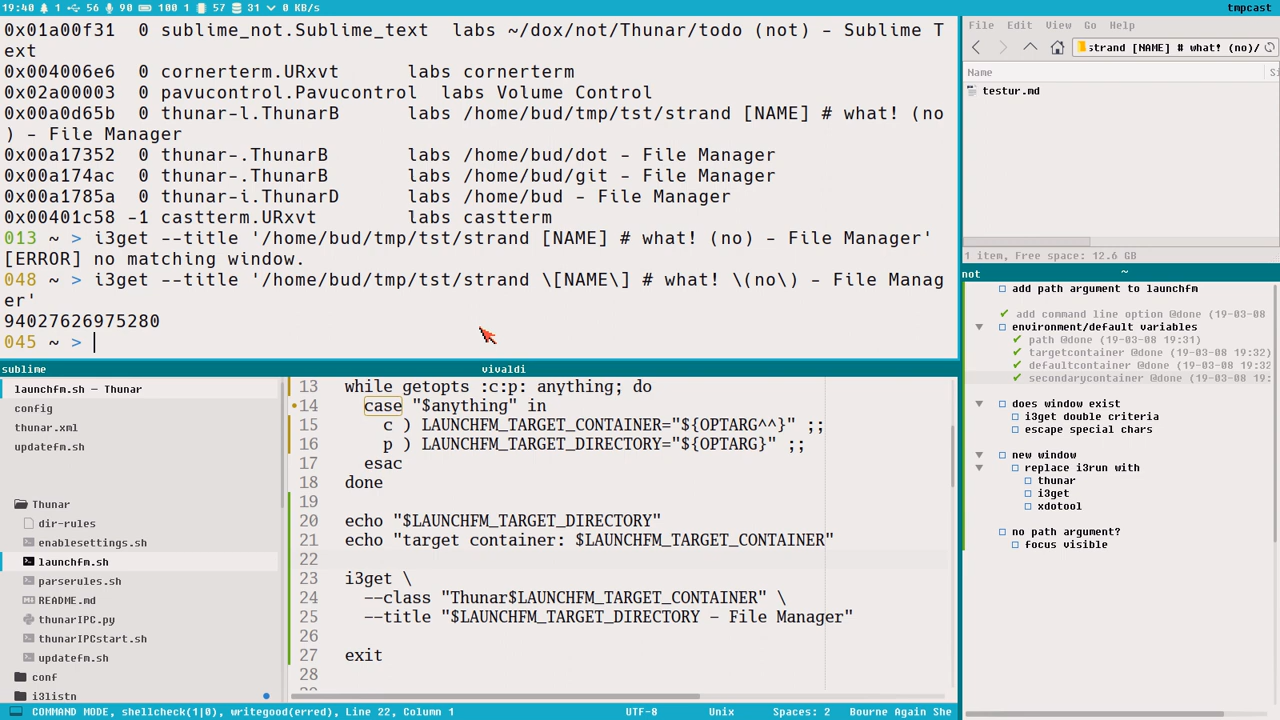 19:40 1 56 90 100 1 57 31 0 KB/s
tmpcast
0x01a00f31  0 sublime_not.Sublime_text  labs ~/dox/not/Thunar/todo (not) – Sublime T
ext
0x004006e6  0 cornerterm.URxvt      labs cornerterm
0x02a00003  0 pavucontrol.Pavucontrol  labs Volume Control
0x00a0d65b  0 thunar-l.ThunarB      labs /home/bud/tmp/tst/strand [NAME] # what! (no
) – File Manager
0x00a17352  0 thunar-.ThunarB       labs /home/bud/dot – File Manager
0x00a174ac  0 thunar-.ThunarB       labs /home/bud/git – File Manager
0x00a1785a  0 thunar-i.ThunarD      labs /home/bud – File Manager
0x00401c58 -1 castterm.URxvt        labs castterm
013 ~ > i3get --title '/home/bud/tmp/tst/strand [NAME] # what! (no) – File Manager'
[ERROR] no matching window.
048 ~ > i3get --title '/home/bud/tmp/tst/strand \[NAME\] # what! \(no\) – File Manag
er'
94027626975280
045 ~ >
File Edit View Go Help
strand [NAME] # what! (no)/
Name Si
testur.md
1 item, Free space: 12.6 GB
sublime vivaldi
launchfm.sh — Thunar
config
thunar.xml
updatefm.sh
Thunar
dir-rules
enablesettings.sh
launchfm.sh
parserules.sh
README.md
thunarIPC.py
thunarIPCstart.sh
updatefm.sh
conf
i3listn
13 while getopts :c:p: anything; do
14   case "$anything" in
15     c ) LAUNCHFM_TARGET_CONTAINER="${OPTARG^^}" ;;
16     p ) LAUNCHFM_TARGET_DIRECTORY="${OPTARG}" ;;
17   esac
18 done
19
20 echo "$LAUNCHFM_TARGET_DIRECTORY"
21 echo "target container: $LAUNCHFM_TARGET_CONTAINER"
22
23 i3get \
24   --class "Thunar$LAUNCHFM_TARGET_CONTAINER" \
25   --title "$LAUNCHFM_TARGET_DIRECTORY – File Manager"
26
27 exit
28
not ~
add path argument to launchfm
✔ add command line option @done (19-03-08
environment/default variables
✔ path @done (19-03-08 19:31)
✔ targetcontainer @done (19-03-08 19:32)
✔ defaultcontainer @done (19-03-08 19:32)
✔ secondarycontainer @done (19-03-08 19:
does window exist
i3get double criteria
escape special chars
new window
replace i3run with
thunar
i3get
xdotool
no path argument?
focus visible
COMMAND MODE, shellcheck(1|0), writegood(erred), Line 22, Column 1 UTF-8 Unix Spaces: 2 Bourne Again She